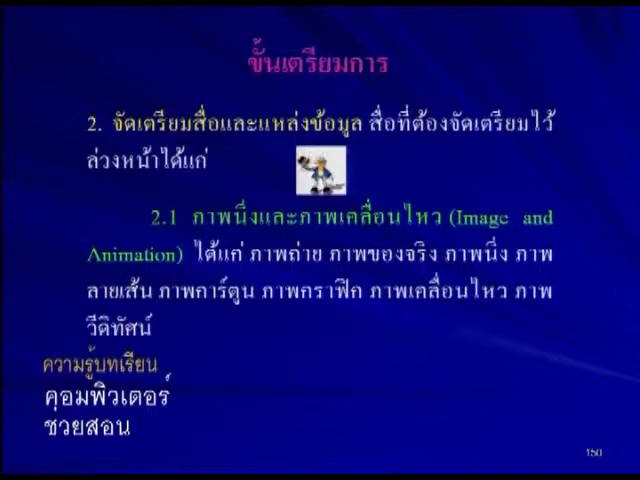 ขั้นเตรียมการ
2. จัดเตรียมสื่อและแหล่งข้อมูล สื่อที่ต้องจัดเตรียมไว้
ล่วงหน้าได้แก่
2.1 ภาพนิ่งและภาพเคลื่อนไหว (Image and
Animation) ได้แก่ ภาพถ่าย ภาพของจริง ภาพนิ่ง ภาพ
ลายเส้น ภาพการ์ตูน ภาพกราฟิก ภาพเคลื่อนไหว ภาพ
วีดิทัศน์
ความรู้บทเรียน
คอมพิวเตอร์
ช่วยสอน
150